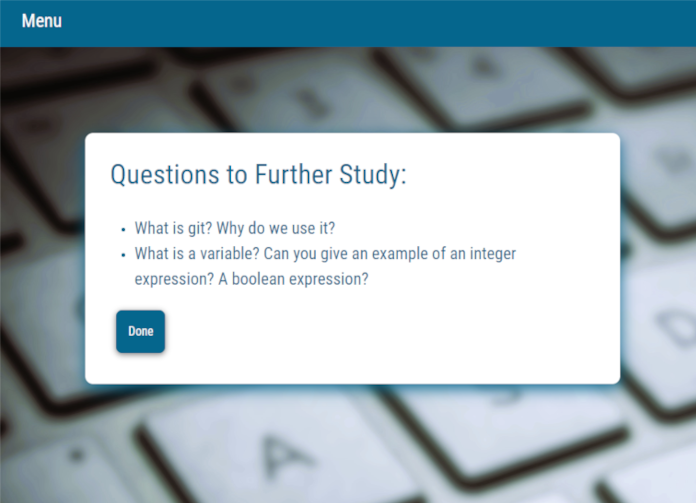 Menu
Questions to Further Study:
• What is git? Why do we use it?
• What is a variable? Can you give an example of an integer
expression? A boolean expression?
Done
A